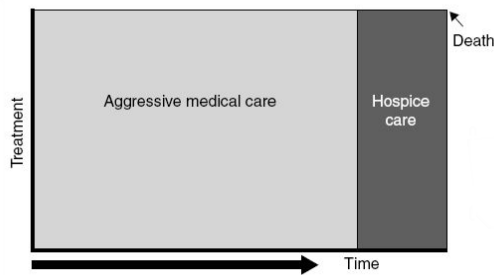 Death
Aggressive medical care
Hospice
care
Treatment
Time